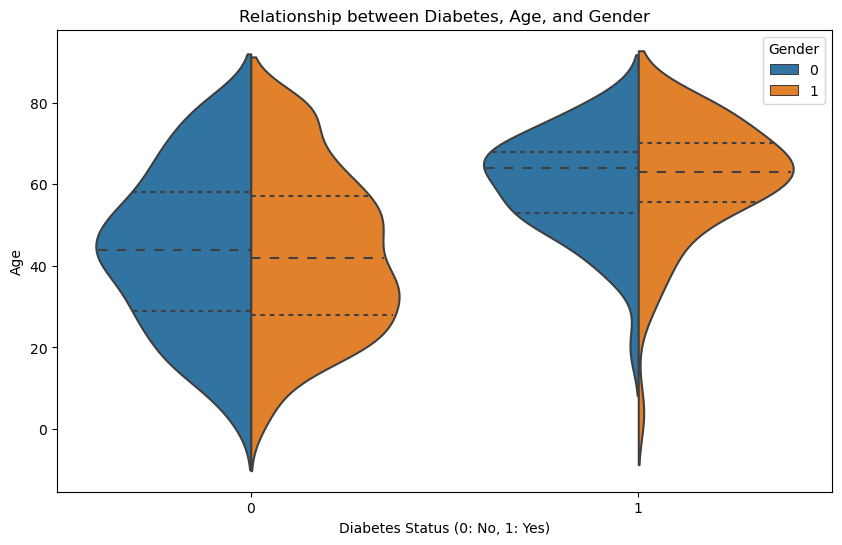 Relationship between Diabetes, Age, and Gender
Gender
0
1
Age
80
60
40
20
0
0
1
Diabetes Status (0: No, 1: Yes)